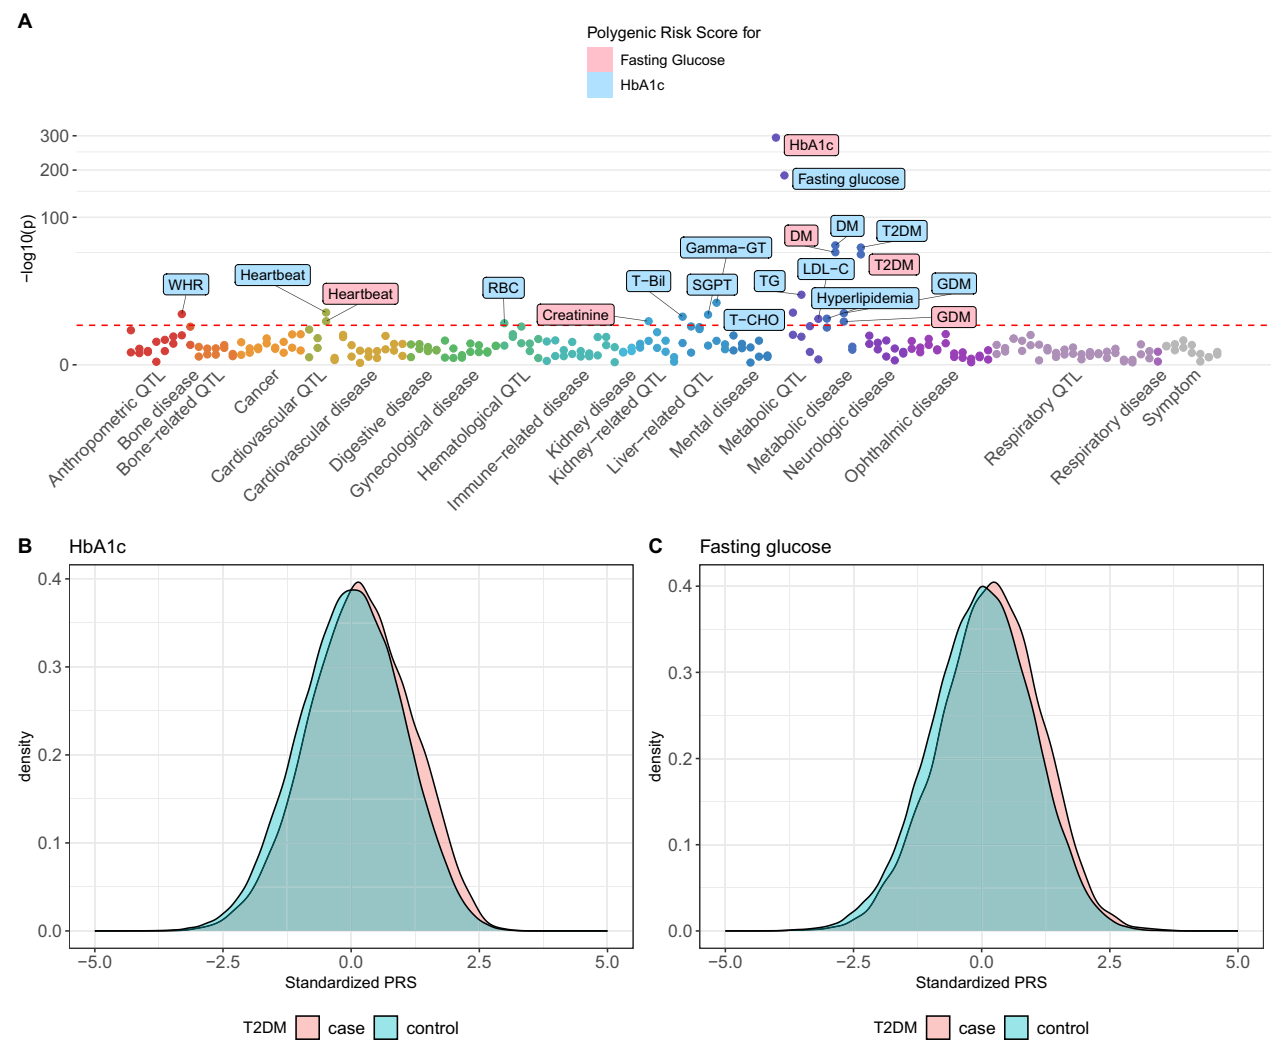 A
Polygenic Risk Score for
Fasting Glucose
HbA1c
−log10(p)
300
200
100
0
HbA1c
Fasting glucose
DM
DM
T2DM
T2DM
Gamma−GT
LDL−C
TG
T−Bil
SGPT
Hyperlipidemia
GDM
GDM
T−CHO
Creatinine
RBC
Heartbeat
Heartbeat
WHR
Anthropometric QTL
Bone disease
Bone−related QTL
Cancer
Cardiovascular QTL
Cardiovascular disease
Digestive disease
Gynecological disease
Hematological QTL
Immune−related disease
Kidney disease
Kidney−related QTL
Liver−related QTL
Mental disease
Metabolic QTL
Metabolic disease
Neurologic disease
Ophthalmic disease
Respiratory QTL
Respiratory disease
Symptom
B
HbA1c
density
0.4
0.3
0.2
0.1
0.0
−5.0
−2.5
0.0
2.5
5.0
Standardized PRS
T2DM
case
control
C
Fasting glucose
density
0.4
0.3
0.2
0.1
0.0
−5.0
−2.5
0.0
2.5
5.0
Standardized PRS
T2DM
case
control